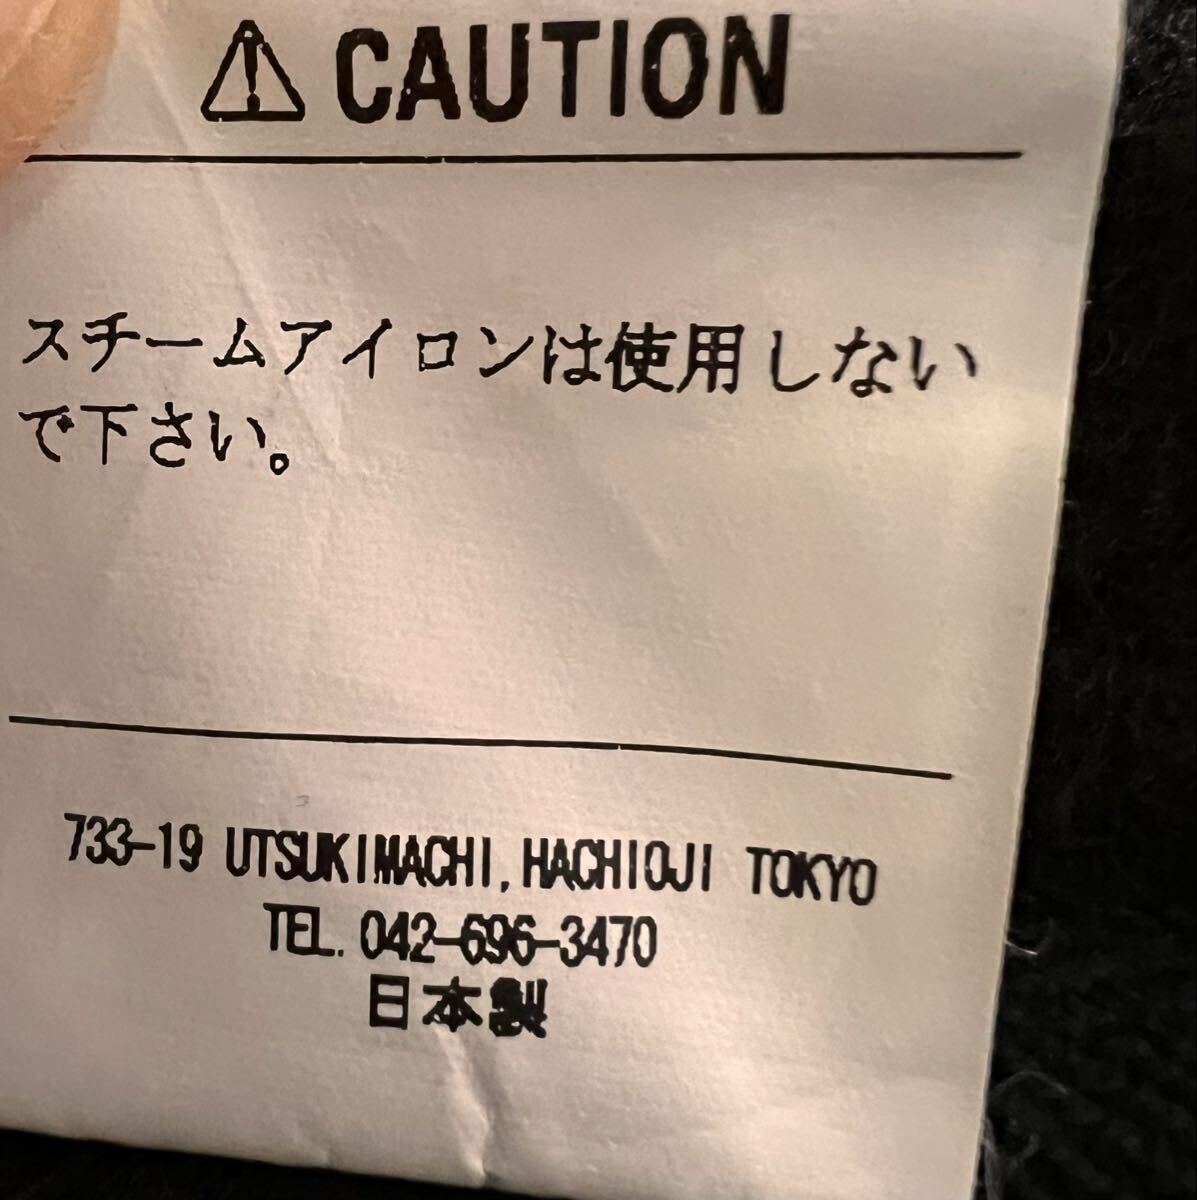 ⚠ CAUTION
スチームアイロンは使用しない
で下さい。
733-19 UTSUKIMACHI, HACHIOJI TOKYO
TEL. 042-696-3470
日本製